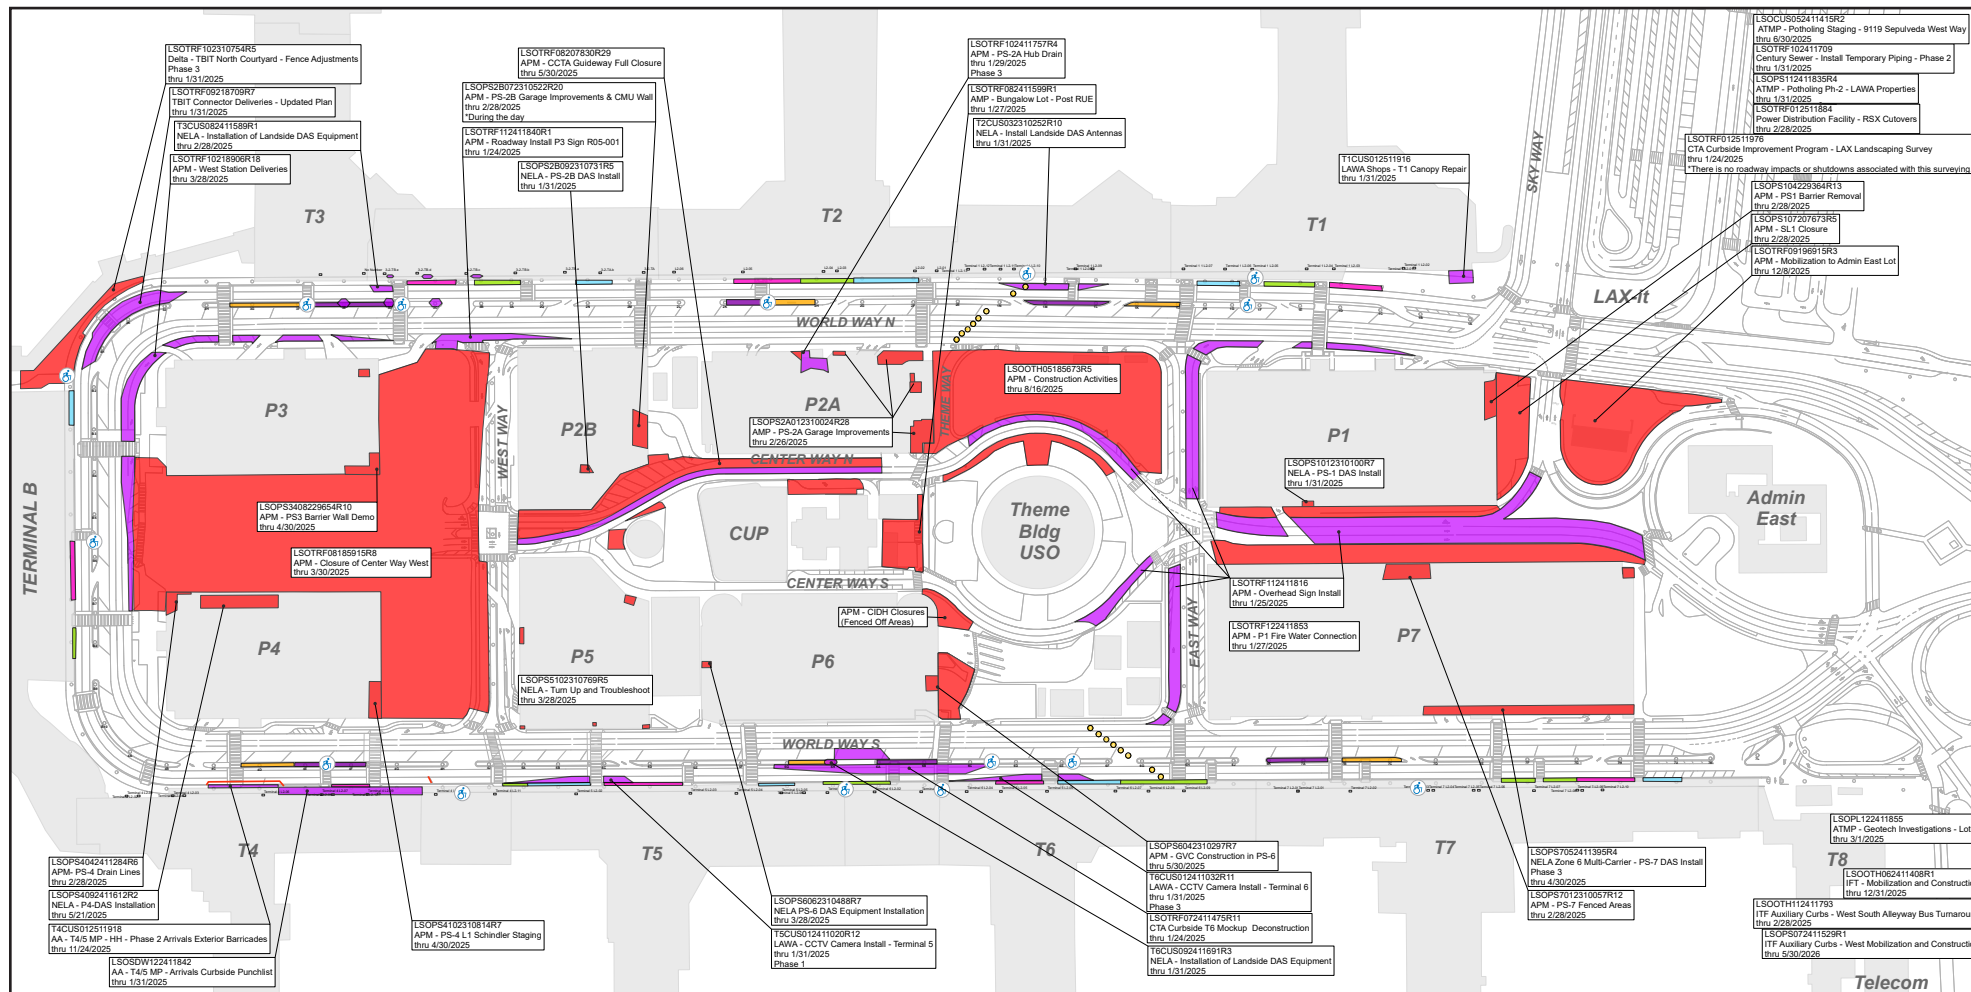 LSOTRF102310754R5
Delta - TBIT North Courtyard - Fence Adjustments
Phase 3
thru 1/31/2025
LSOTRF09218709R7
TBIT Connector Deliveries - Updated Plan
thru 1/31/2025
T3CUS082411589R1
NELA - Installation of Landside DAS Equipment
thru 2/28/2025
LSOTRF10218906R18
APM - West Station Deliveries
thru 3/28/2025
LSOTRF08207830R29
APM - CCTA Guideway Full Closure
thru 5/30/2025
LSOPS2B072310522R20
APM - PS-2B Garage Improvements & CMU Wall
thru 2/28/2025
*During the day
LSOTRF112411840R1
APM - Roadway Install P3 Sign R05-001
thru 1/24/2025
LSOPS2B092310731R5
NELA - PS-2B DAS Install
thru 1/31/2025
LSOTRF102411757R4
APM - PS-2A Hub Drain
thru 1/29/2025
Phase 3
LSOTRF082411599R1
AMP - Bungalow Lot - Post RUE
thru 1/27/2025
T2CUS032310252R10
NELA - Install Landside DAS Antennas
thru 1/31/2025
T1CUS012511916
LAWA Shops - T1 Canopy Repair
thru 1/31/2025
LSOCUS052411415R2
ATMP - Potholing Staging - 9119 Sepulveda West Way
thru 6/30/2025
LSOTRF102411709
Century Sewer - Install Temporary Piping - Phase 2
thru 1/31/2025
LSOPS112411835R4
ATMP - Potholing Ph-2 - LAWA Properties
thru 1/31/2025
LSOTRF012511884
Power Distribution Facility - RSX Cutovers
thru 2/28/2025
LSOTRF012511976
CTA Curbside Improvement Program - LAX Landscaping Survey
thru 1/24/2025
*There is no roadway impacts or shutdowns associated with this surveying
LSOPS104229364R13
APM - PS1 Barrier Removal
thru 2/28/2025
LSOPS107207673R5
APM - SL1 Closure
thru 2/28/2025
LSOTRF09196915R3
APM - Mobilization to Admin East Lot
thru 12/8/2025
SKY WAY
LAX-it
T3
T2
T1
WORLD WAY N
P3
WEST WAY
P2B
P2A
THEME WAY
CENTER WAY N
LSOOTH05185673R5
APM - Construction Activities
thru 8/16/2025
LSOPS2A012310024R28
AMP - PS-2A Garage Improvements
thru 2/26/2025
P1
LSOPS1012310100R7
NELA - PS-1 DAS Install
thru 1/31/2025
TERMINAL B
LSOPS3408229654R10
APM - PS3 Barrier Wall Demo
thru 4/30/2025
LSOTRF08185915R8
APM - Closure of Center Way West
thru 3/30/2025
CUP
Theme
Bldg
USO
Admin
East
CENTER WAY S
APM - CIDH Closures
(Fenced Off Areas)
LSOTRF112411816
APM - Overhead Sign Install
thru 1/25/2025
LSOTRF122411853
APM - P1 Fire Water Connection
thru 1/27/2025
EAST WAY
P4
P5
P6
P7
LSOPS5102310769R5
NELA - Turn Up and Troubleshoot
thru 3/28/2025
WORLD WAY S
T4
T5
T6
T7
T8
LSOPS4042411284R6
APM- PS-4 Drain Lines
thru 2/28/2025
LSOPS4092411612R2
NELA - P4-DAS Installation
thru 5/21/2025
T4CUS012511918
AA - T4/5 MP - HH - Phase 2 Arrivals Exterior Barricades
thru 11/24/2025
LSOSDW122411842
AA - T4/5 MP - Arrivals Curbside Punchlist
thru 1/31/2025
LSOPS4102310814R7
APM - PS-4 L1 Schindler Staging
thru 4/30/2025
LSOPS6062310488R7
NELA PS-6 DAS Equipment Installation
thru 3/28/2025
T5CUS012411020R12
LAWA - CCTV Camera Install - Terminal 5
thru 1/31/2025
Phase 1
LSOPS6042310297R7
APM - GVC Construction in PS-6
thru 5/30/2025
T6CUS012411032R11
LAWA - CCTV Camera Install - Terminal 6
thru 1/31/2025
Phase 3
LSOTRF072411475R11
CTA Curbside T6 Mockup Deconstruction
thru 1/24/2025
T6CUS092411691R3
NELA - Installation of Landside DAS Equipment
thru 1/31/2025
LSOPS7052411395R4
NELA Zone 6 Multi-Carrier - PS-7 DAS Install
Phase 3
thru 4/30/2025
LSOPS7012310057R12
APM - PS-7 Fenced Areas
thru 2/28/2025
LSOPL122411855
ATMP - Geotech Investigations - Lot
thru 3/1/2025
LSOOTH062411408R1
IFT - Mobilization and Constructio
thru 12/31/2025
LSOOTH112411793
ITF Auxiliary Curbs - West South Alleyway Bus Turnarou
thru 2/28/2025
LSOPS072411529R1
ITF Auxiliary Curbs - West Mobilization and Constructio
thru 5/30/2026
Telecom